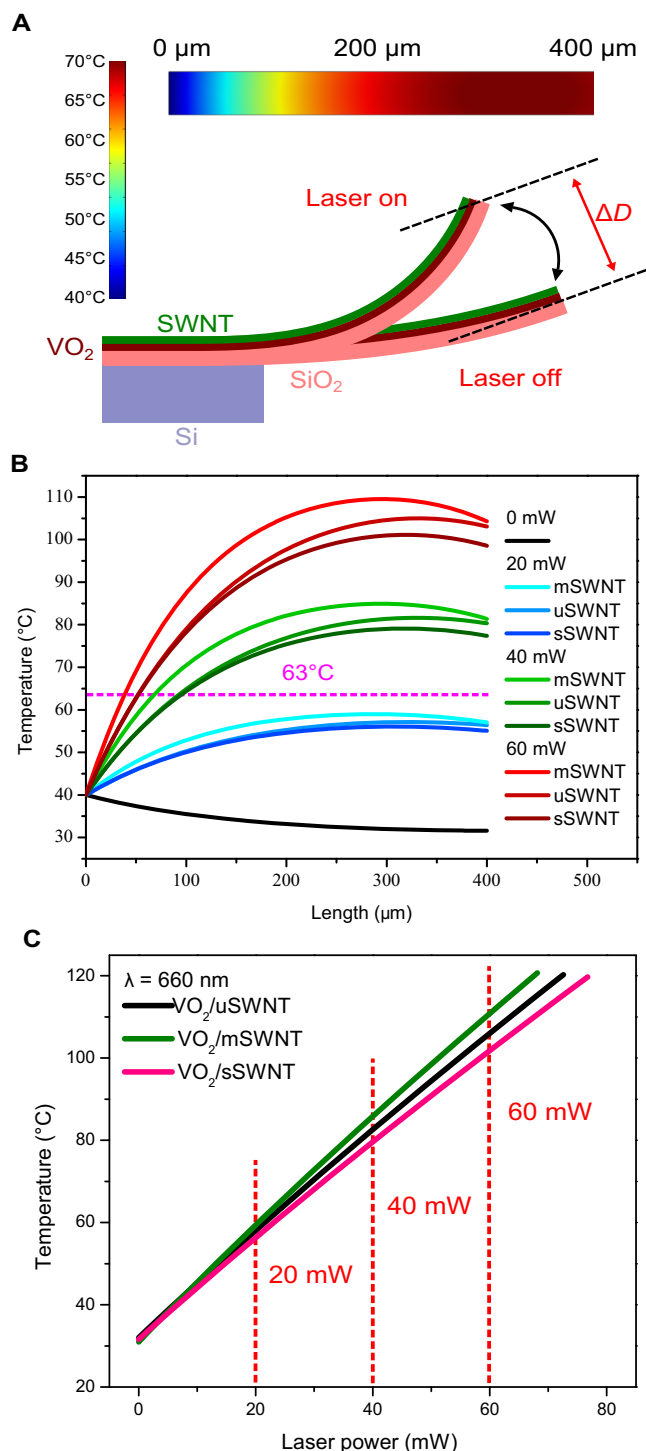 A
0 µm 200 µm 400 µm
70°C
65°C
60°C
55°C
50°C
45°C
40°C
Laser on
ΔD
SWNT
VO₂
SiO₂
Laser off
Si
B
110
100
90
80
70
60
50
40
30
Temperature (°C)
63°C
0 mW
20 mW
mSWNT
uSWNT
sSWNT
40 mW
mSWNT
uSWNT
sSWNT
60 mW
mSWNT
uSWNT
sSWNT
0 100 200 300 400 500
Length (µm)
C
λ = 660 nm
VO₂/uSWNT
VO₂/mSWNT
VO₂/sSWNT
120
100
80
60
40
20
Temperature (°C)
60 mW
40 mW
20 mW
0 20 40 60 80
Laser power (mW)